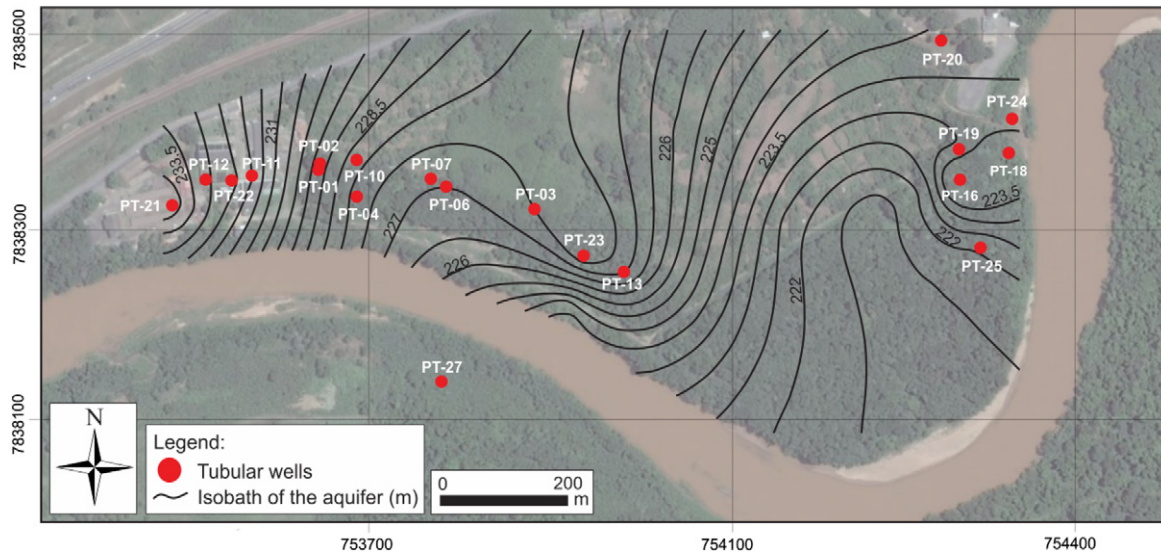 7838500
7838300
7838100
PT-20
PT-24
PT-19
PT-18
PT-16
223,5
222
PT-25
PT-02
PT-12
PT-11
PT-01
PT-22
PT-10
PT-04
PT-21
233,5
231
228,5
PT-07
PT-06
PT-03
227
226
PT-23
PT-13
226
225
223,5
222
PT-27
N
Legend:
Tubular wells
Isobath of the aquifer (m)
0 200
m
753700 754100 754400